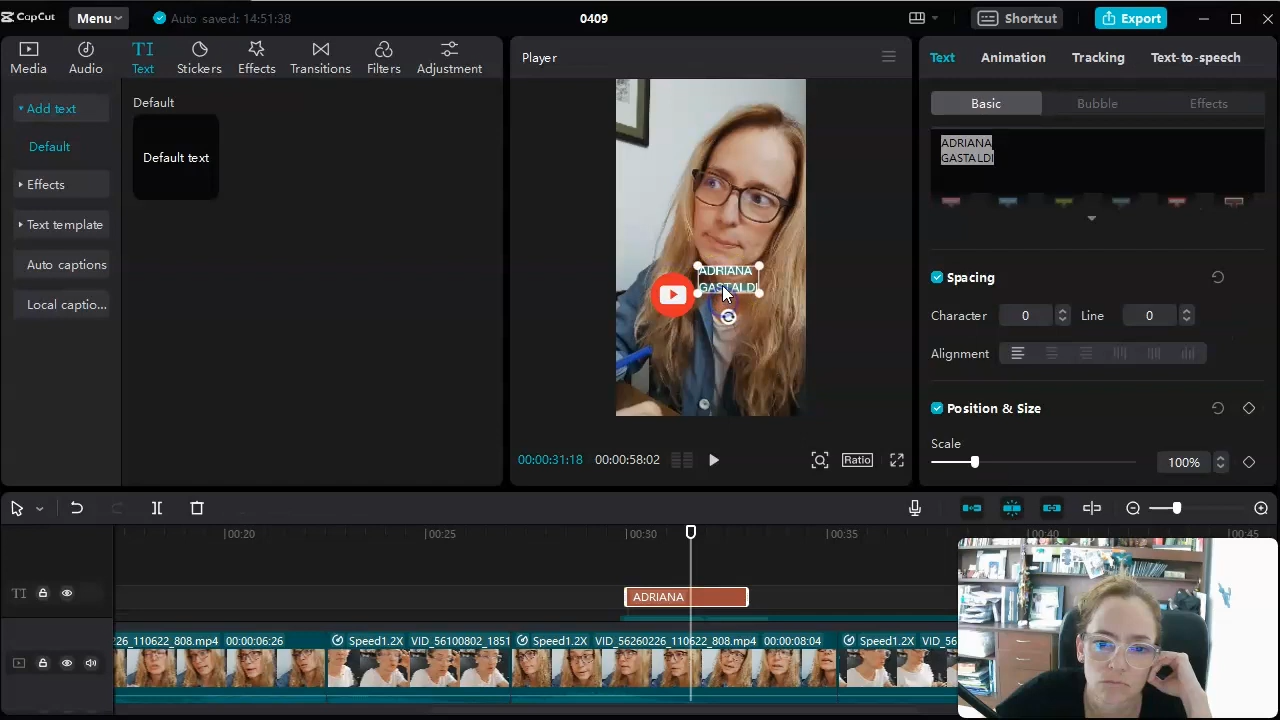 CapCut
Menu
Auto saved: 14:51:38
0409
Shortcut
Export
Media
Audio
TI
Text
Stickers
Effects
Transitions
Filters
Adjustment
Add text
Default
Effects
Text template
Auto captions
Local captio...
Default
Default text
Player
ADRIANA
GASTALDI
00:00:31:18
00:00:58:02
Ratio
Text
Animation
Tracking
Text-to-speech
Basic
Bubble
Effects
ADRIANA
GASTALDI
Spacing
Character
0
Line
0
Alignment
Position & Size
Scale
100%
00:20
00:25
00:30
00:35
00:40
00:45
TI
ADRIANA
226_110622_808.mp4 00:00:06:26
Speed1.2X VID_56100802_1851
Speed1.2X VID_56260226_110622_808.mp4 00:00:08:04
Speed1.2X VID_56